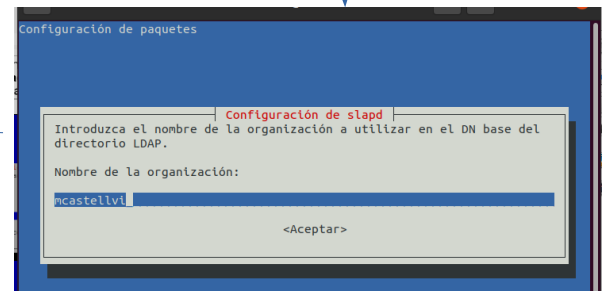 Configuración de paquetes
Configuración de slapd
Introduzca el nombre de la organización a utilizar en el DN base del
directorio LDAP.
Nombre de la organización:
mcastellvi
<Aceptar>